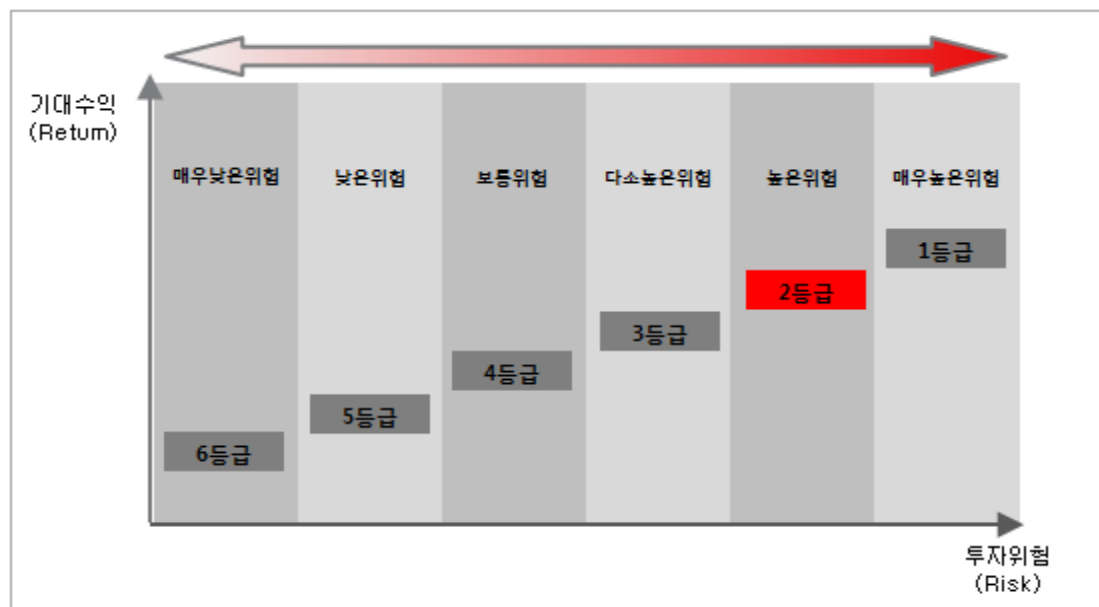 기대수익
(Return)
매우낮은위험 낮은위험 보통위험 다소높은위험 높은위험 매우높은위험
1등급
2등급
3등급
4등급
5등급
6등급
투자위험
(Risk)